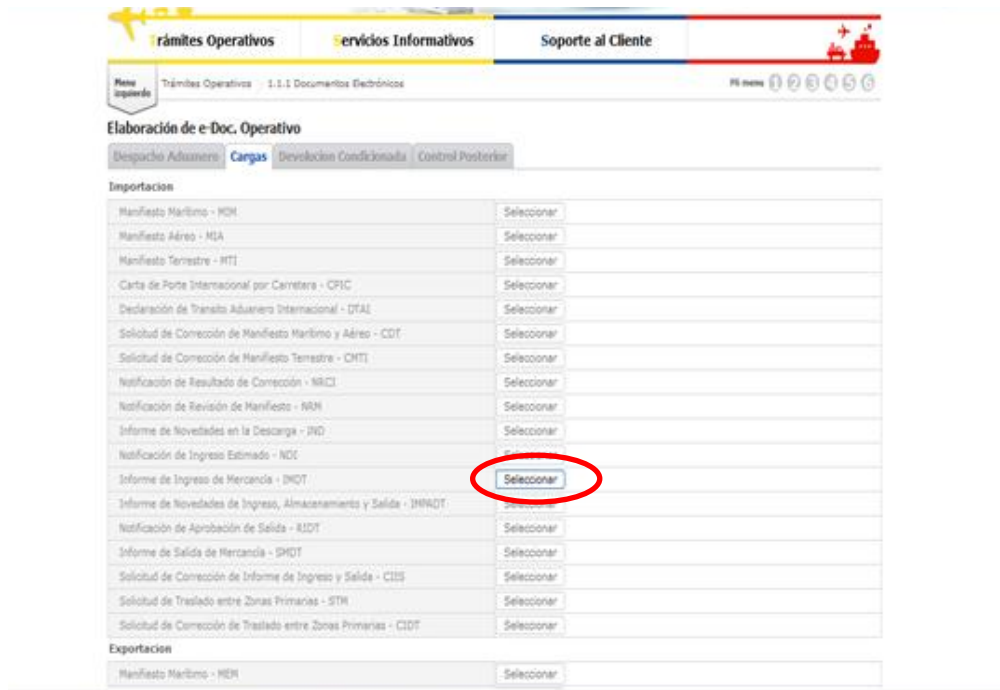 Trámites Operativos Servicios Informativos Soporte al Cliente
Menu izquierdo Trámites Operativos 1.1.1 Documentos Electrónicos Mi menu 1 2 3 4 5 6
Elaboración de e-Doc. Operativo
Despacho Aduanero Cargas Devolucion Condicionada Control Posterior
Importacion
Manifiesto Marítimo - MIM Seleccionar
Manifiesto Aéreo - MIA Seleccionar
Manifiesto Terrestre - MTI Seleccionar
Carta de Porte Internacional por Carretera - CPIC Seleccionar
Declaración de Transito Aduanero Internacional - DTAI Seleccionar
Solicitud de Corrección de Manifiesto Marítimo y Aéreo - CDT Seleccionar
Solicitud de Corrección de Manifiesto Terrestre - CMTI Seleccionar
Notificación de Resultado de Corrección - NRCI Seleccionar
Notificación de Revisión de Manifiesto - NRM Seleccionar
Informe de Novedades en la Descarga - IND Seleccionar
Notificación de Ingreso Estimado - NDI Seleccionar
Informe de Ingreso de Mercancía - IMDT Seleccionar
Informe de Novedades de Ingreso, Almacenamiento y Salida - IMPADT Seleccionar
Notificación de Aprobación de Salida - RIDT Seleccionar
Informe de Salida de Mercancía - SMDT Seleccionar
Solicitud de Corrección de Informe de Ingreso y Salida - CIIS Seleccionar
Solicitud de Traslado entre Zonas Primarias - STM Seleccionar
Solicitud de Corrección de Traslado entre Zonas Primarias - CIDT Seleccionar
Exportacion
Manifiesto Marítimo - MEM Seleccionar